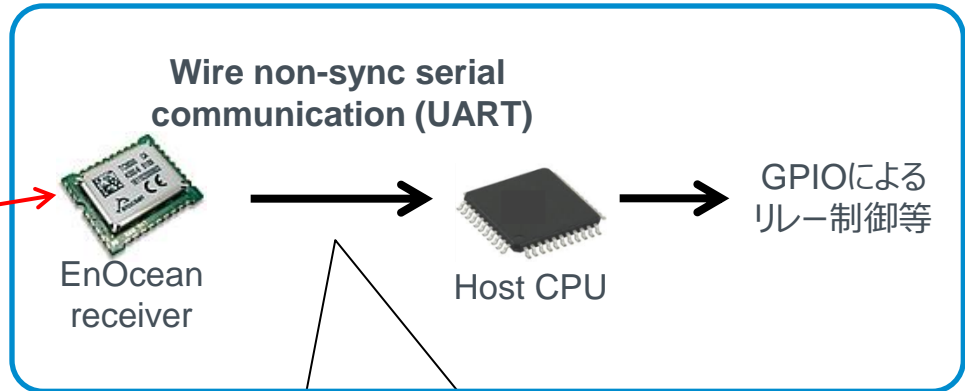 Wire non-sync serial
communication (UART)
EnOcean
receiver
Host CPU
GPIOによる
リレー制御等